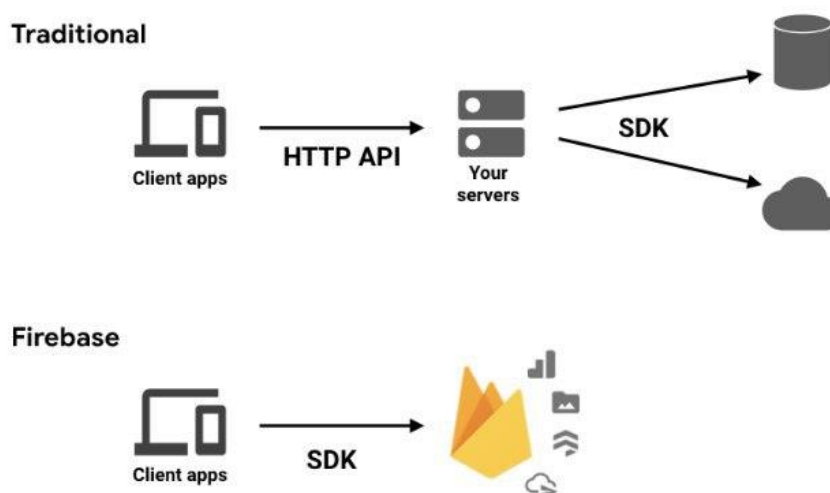 Traditional
Client apps
HTTP API
Your
servers
SDK
Firebase
Client apps
SDK